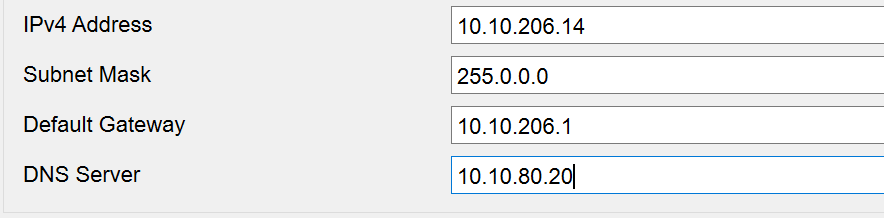 IPv4 Address 10.10.206.14
Subnet Mask 255.0.0.0
Default Gateway 10.10.206.1
DNS Server 10.10.80.20